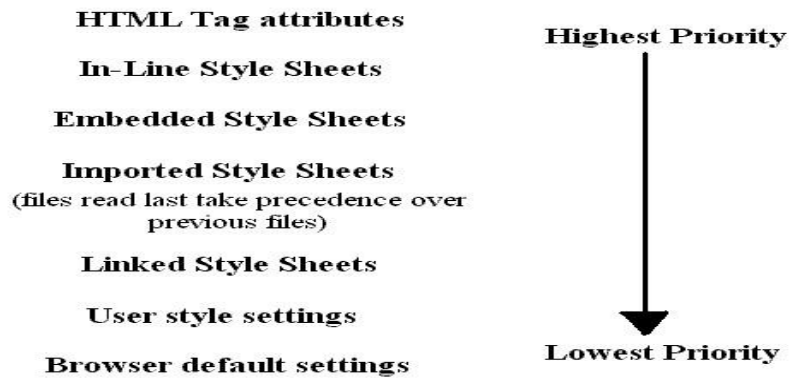 HTML Tag attributes
In-Line Style Sheets
Embedded Style Sheets
Imported Style Sheets
(files read last take precedence over
previous files)
Linked Style Sheets
User style settings
Browser default settings
Highest Priority
Lowest Priority